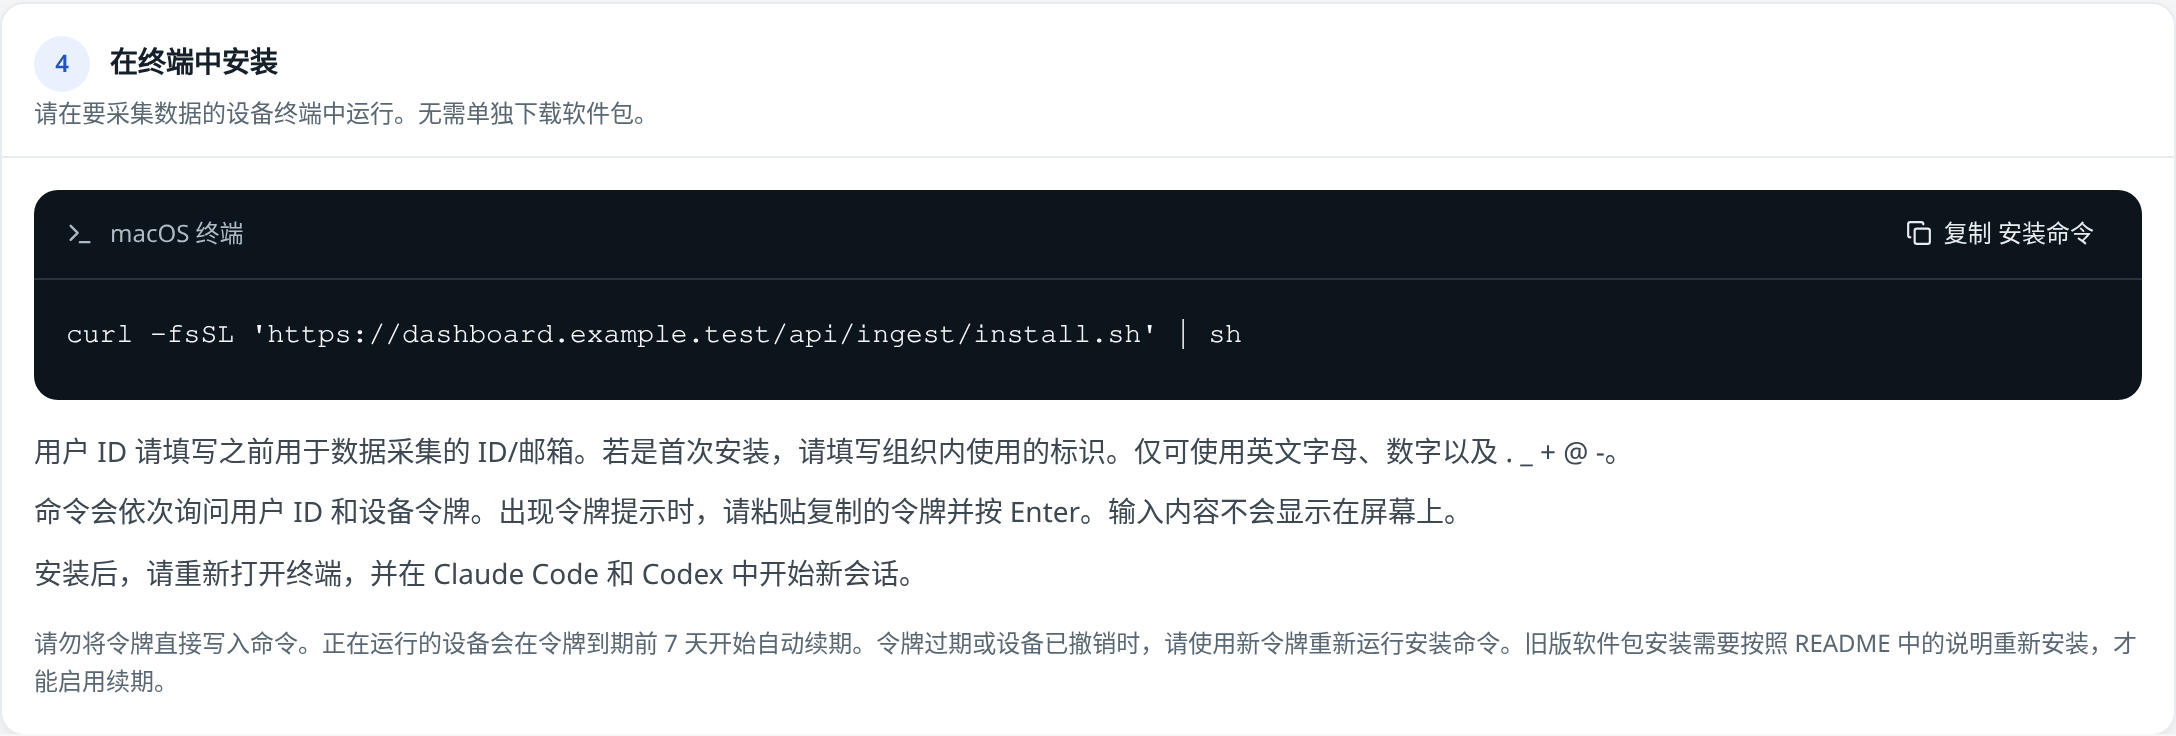 4 在终端中安装
请在要采集数据的设备终端中运行。无需单独下载软件包。
macOS 终端
复制 安装命令
curl -fsSL 'https://dashboard.example.test/api/ingest/install.sh' | sh
用户 ID 请填写之前用于数据采集的 ID/邮箱。若是首次安装，请填写组织内使用的标识。仅可使用英文字母、数字以及 . _ + @ -。
命令会依次询问用户 ID 和设备令牌。出现令牌提示时，请粘贴复制的令牌并按 Enter。输入内容不会显示在屏幕上。
安装后，请重新打开终端，并在 Claude Code 和 Codex 中开始新会话。
请勿将令牌直接写入命令。正在运行的设备会在令牌到期前 7 天开始自动续期。令牌过期或设备已撤销时，请使用新令牌重新运行安装命令。旧版软件包安装需要按照 README 中的说明重新安装，才
能启用续期。